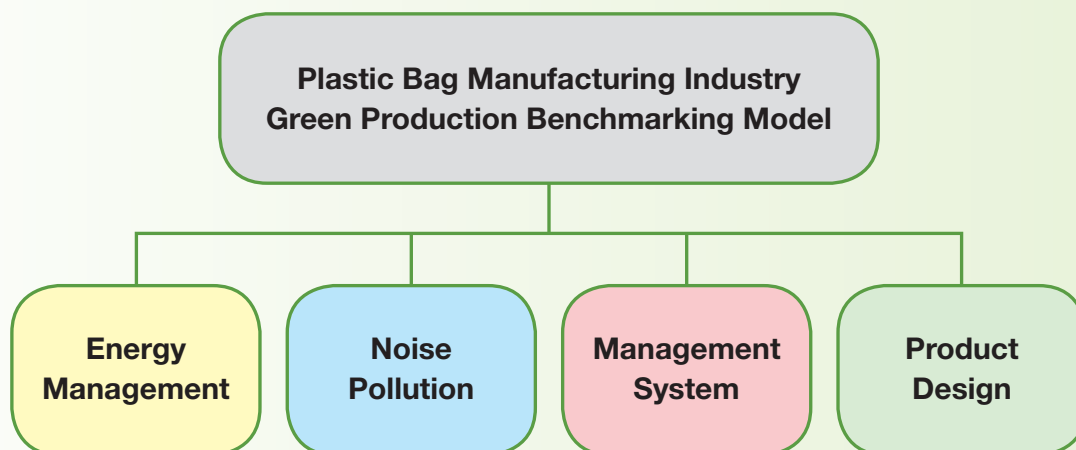 Plastic Bag Manufacturing Industry
Green Production Benchmarking Model
Energy
Management
Noise
Pollution
Management
System
Product
Design